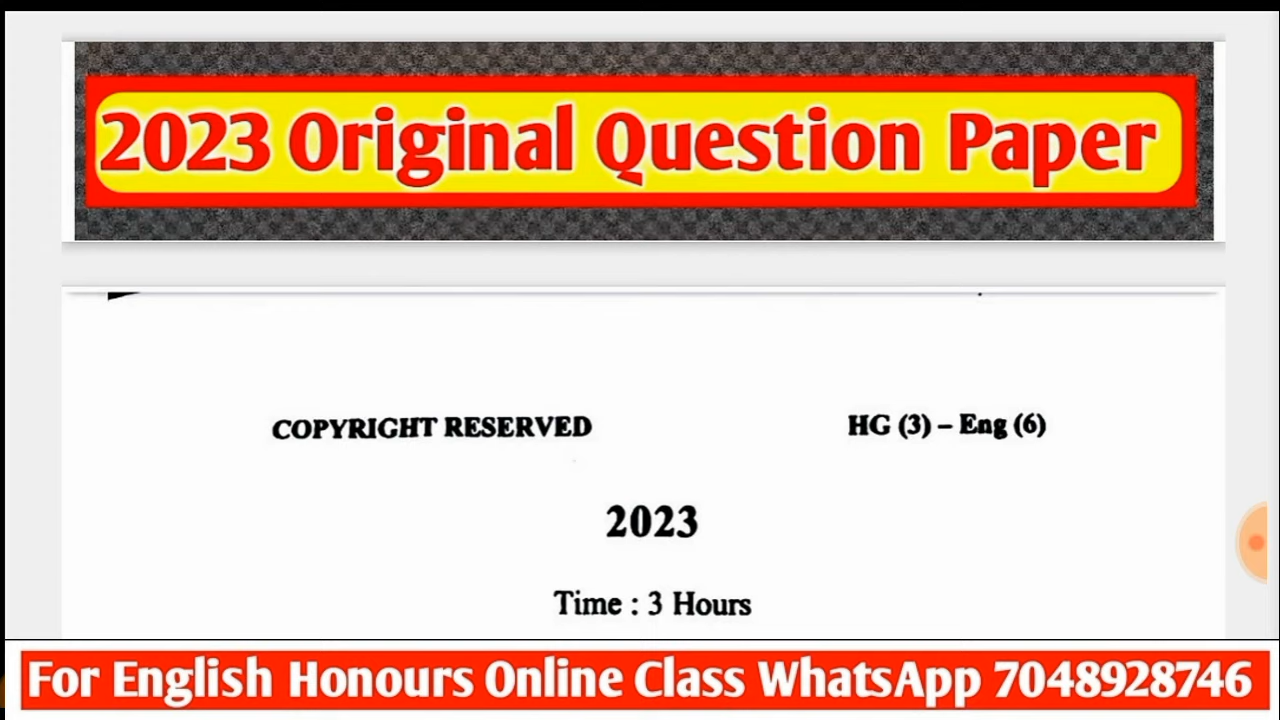 2023 Original Question Paper
COPYRIGHT RESERVED HG (3) – Eng (6)
2023
Time : 3 Hours
For English Honours Online Class WhatsApp 7048928746